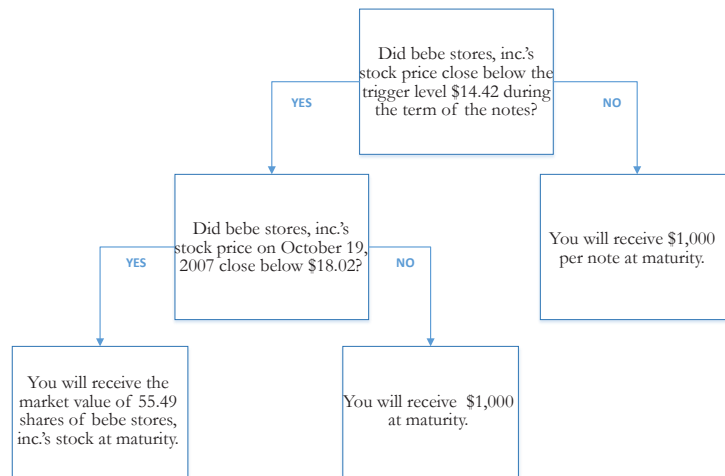 Did bebe stores, inc.'s
stock price close below the
trigger level $14.42 during
the term of the notes?
YES
NO
Did bebe stores, inc.'s
stock price on October 19,
2007 close below $18.02?
You will receive $1,000
per note at maturity.
YES
NO
You will receive the
market value of 55.49
shares of bebe stores,
inc.'s stock at maturity.
You will receive $1,000
at maturity.